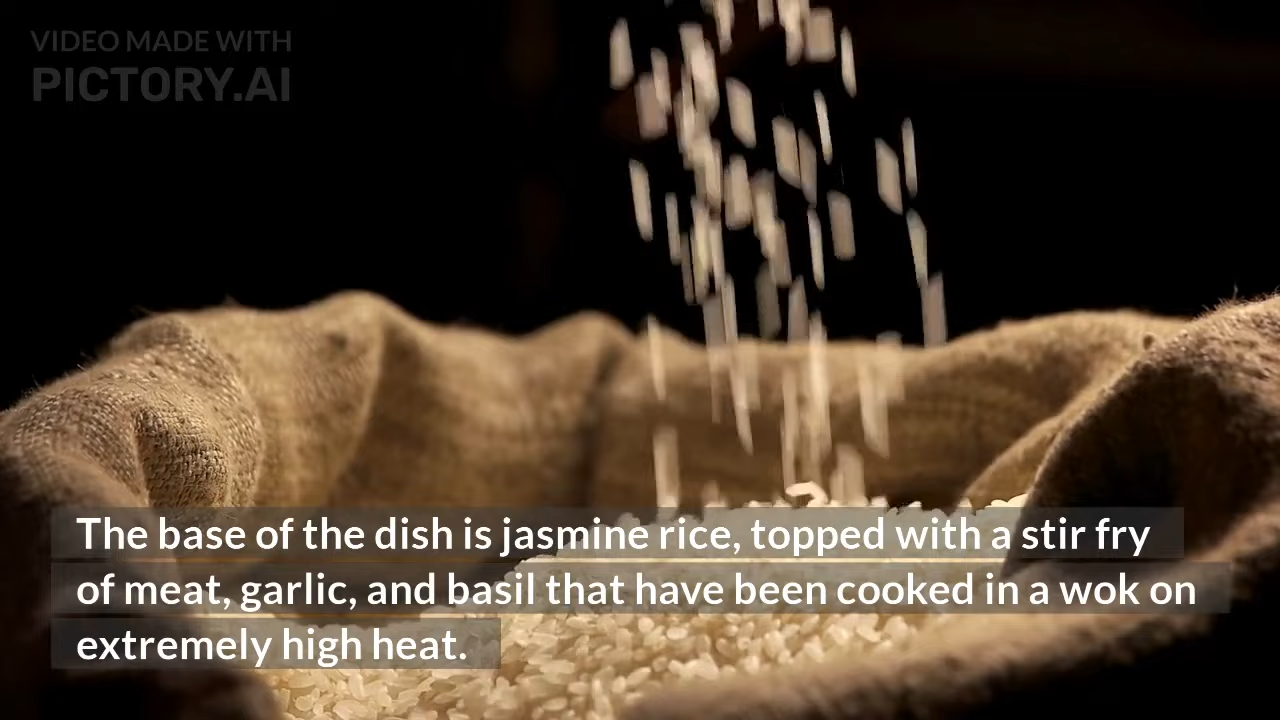 VIDEO MADE WITH
PICTORY.AI
The base of the dish is jasmine rice, topped with a stir fry
of meat, garlic, and basil that have been cooked in a wok on
extremely high heat.